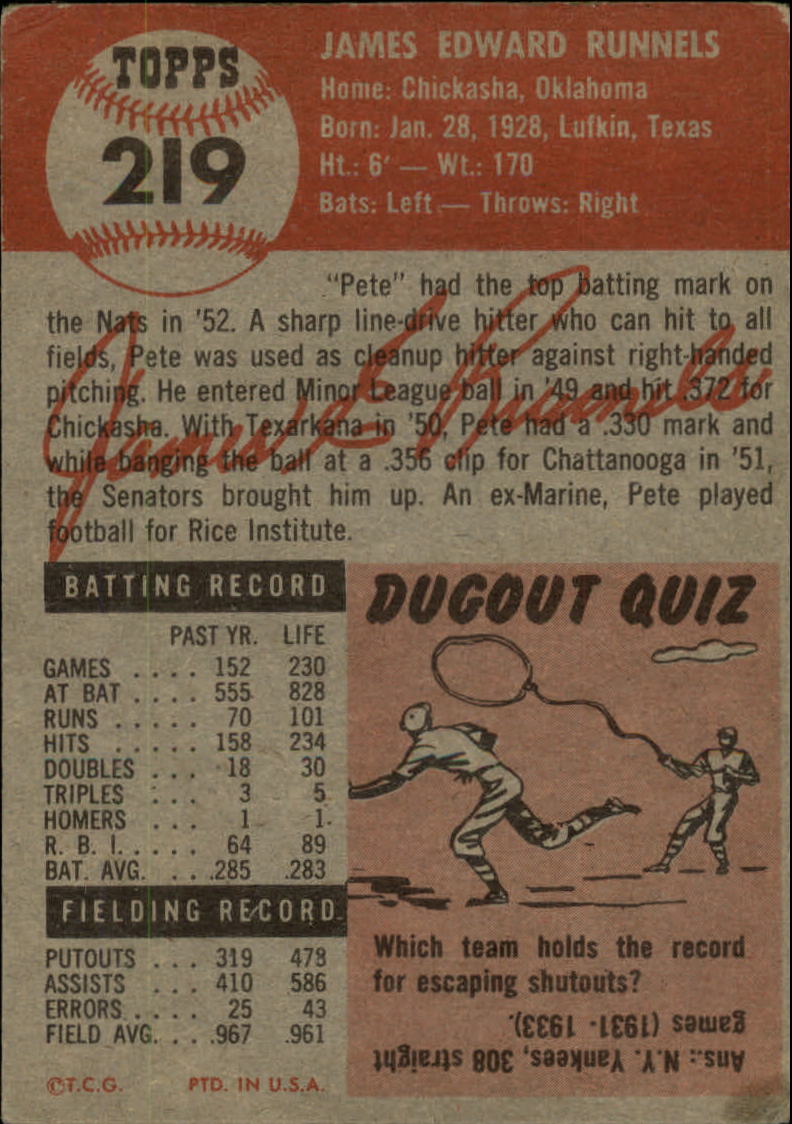 TOPPS
219
JAMES EDWARD RUNNELS
Home: Chickasha, Oklahoma
Born: Jan. 28, 1928, Lufkin, Texas
Ht.: 6' — Wt.: 170
Bats: Left — Throws: Right
"Pete" had the top batting mark on
the Nats in '52. A sharp line-drive hitter who can hit to all
fields, Pete was used as cleanup hitter against right-handed
pitching. He entered Minor League ball in '49 and hit .372 for
Chickasha. With Texarkana in '50, Pete had a .330 mark and
while banging the ball at a .356 clip for Chattanooga in '51,
the Senators brought him up. An ex-Marine, Pete played
football for Rice Institute.
James E. Runnels
BATTING RECORD
PAST YR. LIFE
GAMES . . . . 152 230
AT BAT . . . . 555 828
RUNS . . . . . 70 101
HITS . . . . . 158 234
DOUBLES . . . 18 30
TRIPLES . . . 3 5
HOMERS . . . 1 1
R. B. I. . . . . 64 89
BAT. AVG. . . .285 .283
FIELDING RECORD
PUTOUTS . . . 319 478
ASSISTS . . . 410 586
ERRORS . . . . 25 43
FIELD AVG. . . .967 .961
©T.C.G. PTD. IN U.S.A.
DUGOUT QUIZ
Which team holds the record
for escaping shutouts?
Ans.: N.Y. Yankees, 308 straight
games (1931-1933).